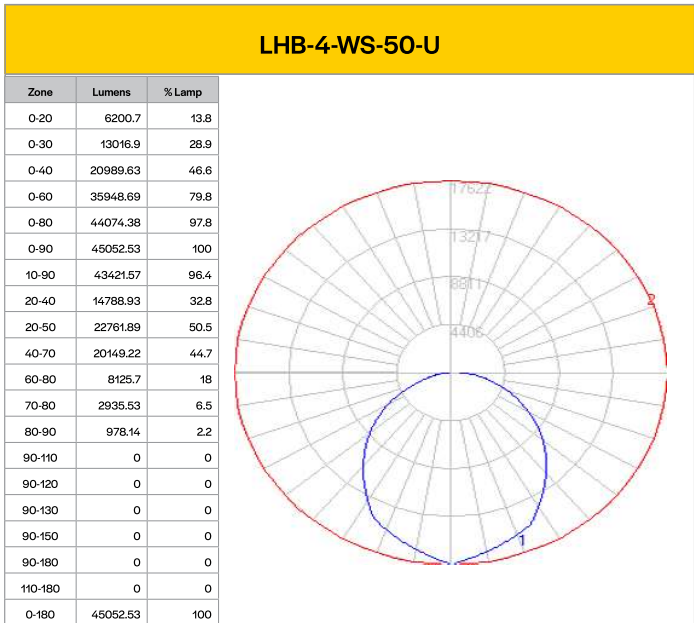 LHB-4-WS-50-U
Zone Lumens % Lamp
0-20 6200.7 13.8
0-30 13016.9 28.9
0-40 20989.63 46.6
0-60 35948.69 79.8
0-80 44074.38 97.8
0-90 45052.53 100
10-90 43421.57 96.4
20-40 14788.93 32.8
20-50 22761.89 50.5
40-70 20149.22 44.7
60-80 8125.7 18
70-80 2935.53 6.5
80-90 978.14 2.2
90-110 0 0
90-120 0 0
90-130 0 0
90-150 0 0
90-180 0 0
110-180 0 0
0-180 45052.53 100
17622
13217
8811
4406
2
1